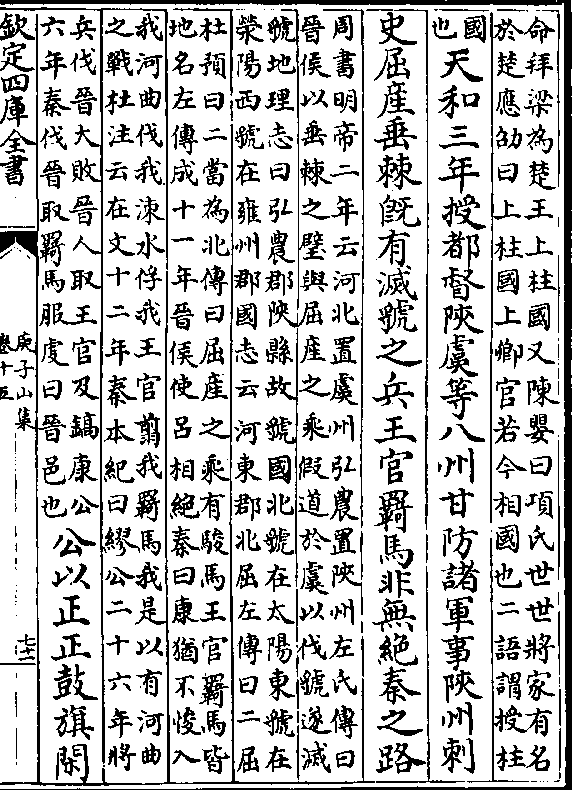 命拜梁為楚王上柱國又陳嬰曰項氏世世將家有名
於楚應劭曰上柱國上卿官若今相國也二語謂授柱
國
也
天和三年授都督陜虞等八州甘防諸軍事陜州刺
史屈産垂棘旣有滅虢之兵王官羈馬非無絶秦之路
周書明帝二年云河北置虞州弘農置陜州左氏傳曰
晉侯以垂棘之璧與屈産之乘假道於虞以伐虢遂滅
虢地理志曰弘農郡陜縣故虢國北虢在太陽東虢在
滎陽西虢在雍州郡國志云河東郡北屈左傳曰二屈
杜預曰二當為北傳曰屈産之乘有駿馬王官羈馬皆
地名左傳成十一年晉侯使呂相絶秦曰康猶不悛入
我河曲伐我涑水俘我王官翦我羈馬我是以有河曲
之戰杜注云在文十二年秦本紀曰繆公二十六年將
兵伐晉大敗晉人取王官及鎬康公
六年秦伐晉取羈馬服虔曰晉邑也
公以正正鼓旗閑
欽定四庫全書
庾子山集
卷十五
七十一